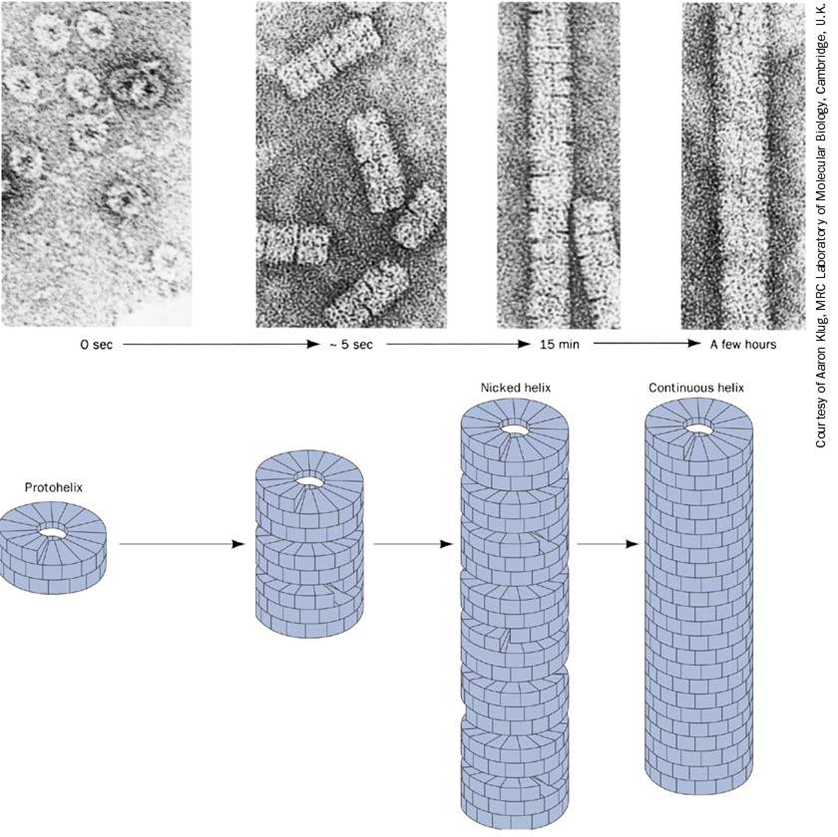 0 sec
~ 5 sec
15 min
A few hours
Nicked helix
Continuous helix
Protohelix
Courtesy of Aaron Klug, MRC Laboratory of Molecular Biology, Cambridge, U.K.